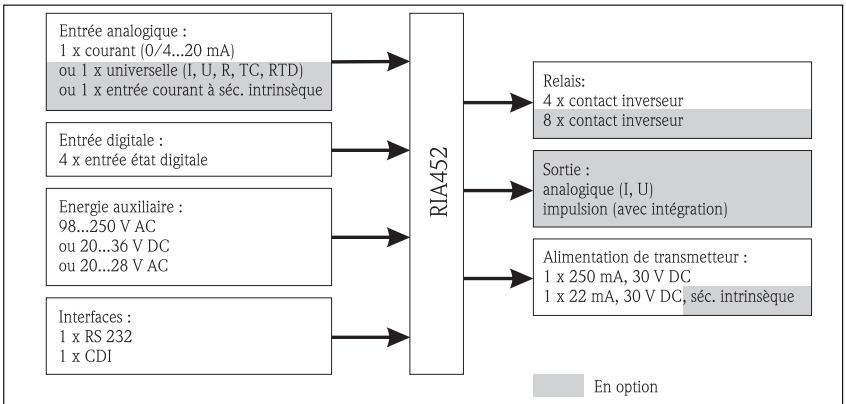 Entrée analogique :
1 x courant (0/4...20 mA)
ou 1 x universelle (I, U, R, TC, RTD)
ou 1 x entrée courant à séc. intrinsèque
Entrée digitale :
4 x entrée état digitale
Energie auxiliaire :
98...250 V AC
ou 20...36 V DC
ou 20...28 V AC
Interfaces :
1 x RS 232
1 x CDI
RIA452
Relais:
4 x contact inverseur
8 x contact inverseur
Sortie :
analogique (I, U)
impulsion (avec intégration)
Alimentation de transmetteur :
1 x 250 mA, 30 V DC
1 x 22 mA, 30 V DC, séc. intrinsèque
En option